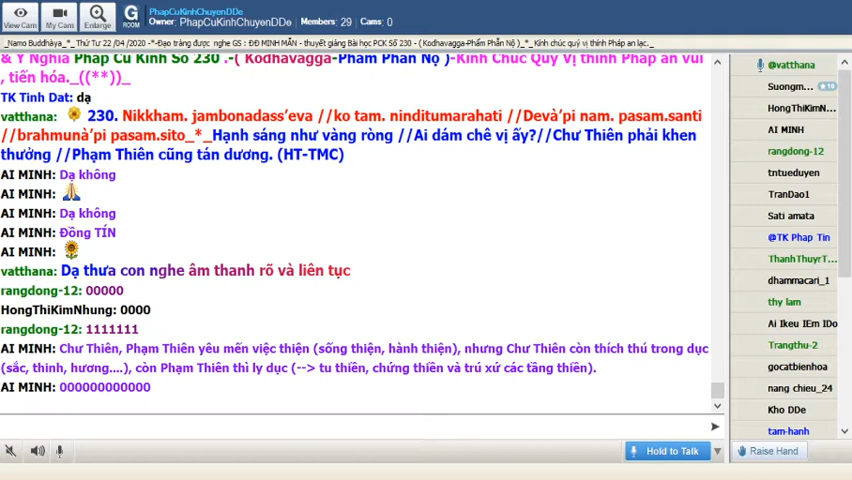 View Cam
My Cam
Enlarge
G
ROOM
PhapCuKinhChuyenDDe
Owner: PhapCuKinhChuyenDDe
Members: 29
Cams: 0
_Namo Buddhàya_*_ Thứ Tư 22 /04 /2020 -*-Đạo tràng được nghe GS : ĐĐ MINH MẪN - thuyết giảng Bài học PCK Số 230 - ( Kodhavagga-Phẩm Phẫn Nộ )_*_Kính chúc quý vị thính Pháp an lạc._
& Ý Nghĩa Pháp Cú Kinh Số 230 .-( Kodhavagga-Phẩm Phẫn Nộ )-Kính Chúc Quý Vị Thính Pháp an vui
, tiến hóa._((**))_
TK Tinh Dat: dạ
vatthana: 230. Nikkham. jambonadass'eva //ko tam. ninditumarahati //Devà'pi nam. pasam.santi
//brahmunà'pi pasam.sito_*_Hạnh sáng như vàng ròng //Ai dám chê vị ấy?//Chư Thiên phải khen
thưởng //Phạm Thiên cũng tán dương. (HT-TMC)
AI MINH: Dạ không
AI MINH:
AI MINH: Dạ không
AI MINH: Đồng TÍN
AI MINH:
vatthana: Dạ thưa con nghe âm thanh rõ và liên tục
rangdong-12: 00000
HongThiKimNhung: 0000
rangdong-12: 1111111
AI MINH: Chư Thiên, Phạm Thiên yêu mến việc thiện (sống thiện, hành thiện), nhưng Chư Thiên còn thích thú trong dục
(sắc, thinh, hương....), còn Phạm Thiên thì ly dục (--> tu thiền, chứng thiền và trú xứ các tầng thiền).
AI MINH: 000000000000
@vatthana
Suongm...
HongThiKimN...
AI MINH
rangdong-12
tntueduyen
TranDao1
Sati amata
@TK Phap Tin
ThanhThuyrT...
dhammacari_1
thy lam
Ai lkeu IEm IDo
Trangthu-2
gocatbienhoa
nang chieu_24
Kho DDe
tam-hanh
Hold to Talk
Raise Hand